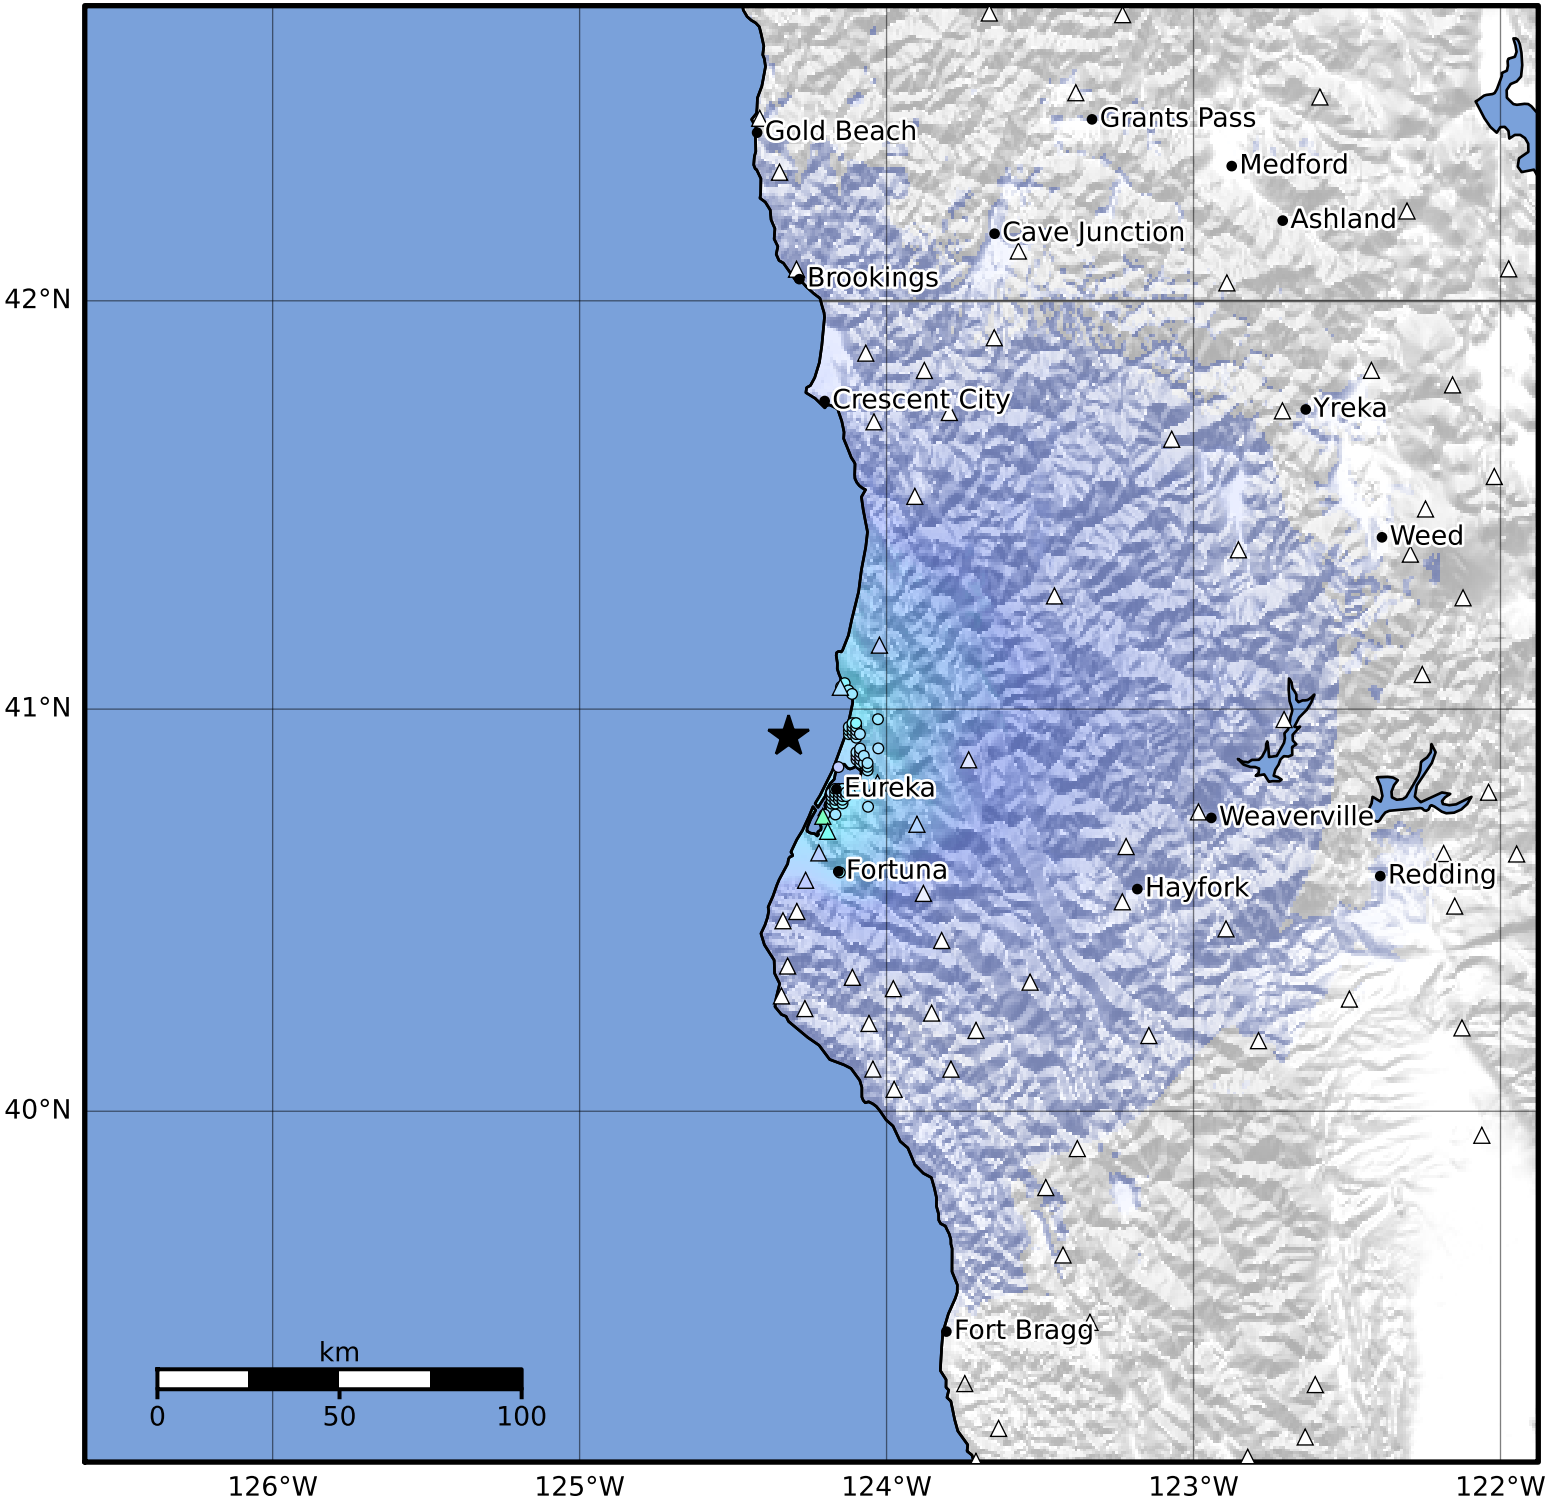 Grants Pass
Gold Beach
Medford
Ashland
Cave Junction
Brookings
42°N
Crescent City
Yreka
Weed
41°N
Eureka
Weaverville
Fortuna
Redding
Hayfork
40°N
Fort Bragg
km
0 50 100
126°W 125°W 124°W 123°W 122°W